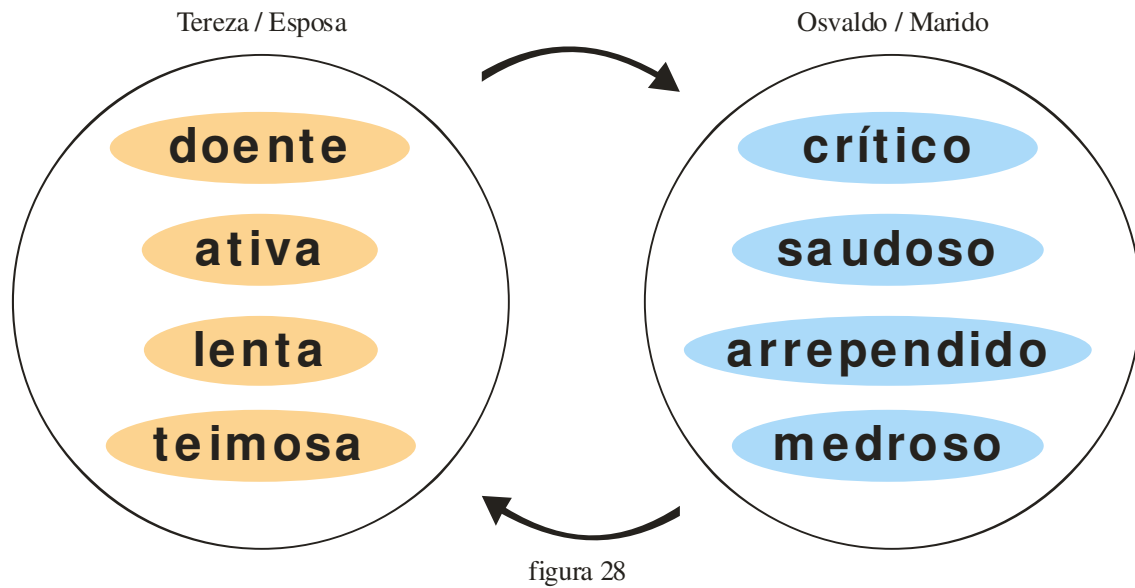 Tereza / Esposa
doente
ativa
lenta
teimosa
Osvaldo / Marido
crítico
saudoso
arrependido
medroso
figura 28